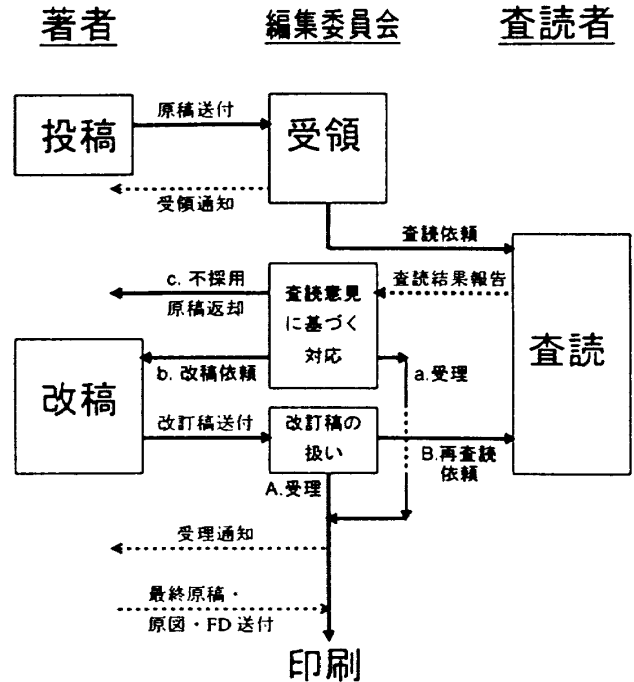 著者
編集委員会
査読者
投稿
原稿送付
受領
受領通知
査読依頼
c. 不採用
原稿返却
査読意見
に基づく
対応
査読結果報告
査読
b. 改稿依頼
a.受理
改稿
改訂稿送付
改訂稿の
扱い
B.再査読
依頼
A.受理
受理通知
最終原稿・
原図・FD 送付
印刷